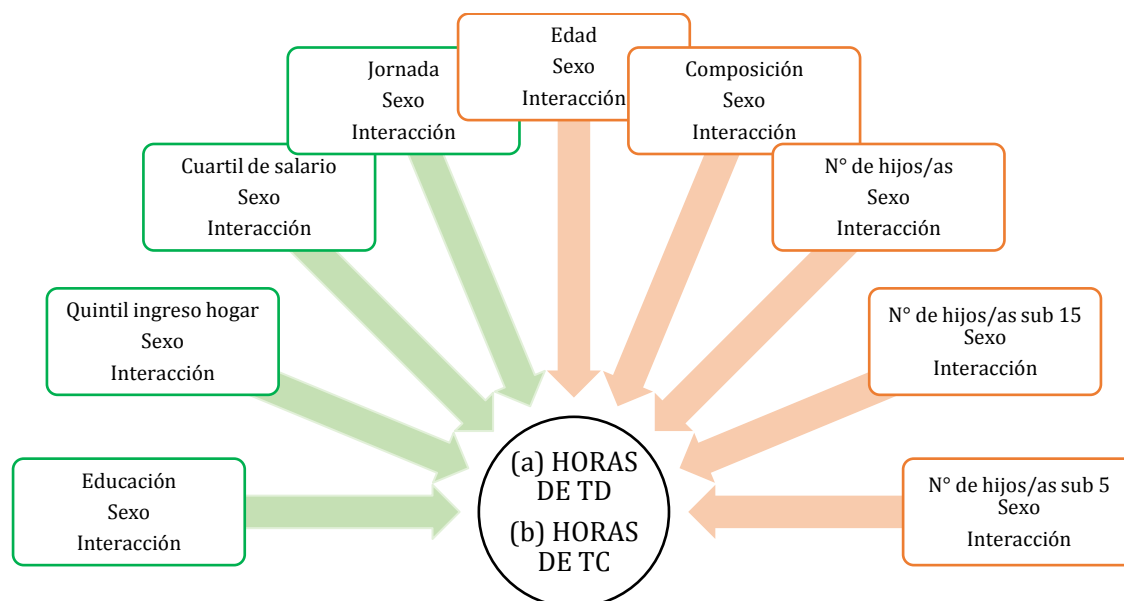 Edad
Sexo
Interacción
Jornada
Sexo
Interacción
Composición
Sexo
Interacción
Cuartil de salario
Sexo
Interacción
N° de hijos/as
Sexo
Interacción
Quintil ingreso hogar
Sexo
Interacción
N° de hijos/as sub 15
Sexo
Interacción
Educación
Sexo
Interacción
(a) HORAS
DE TD
(b) HORAS
DE TC
N° de hijos/as sub 5
Sexo
Interacción